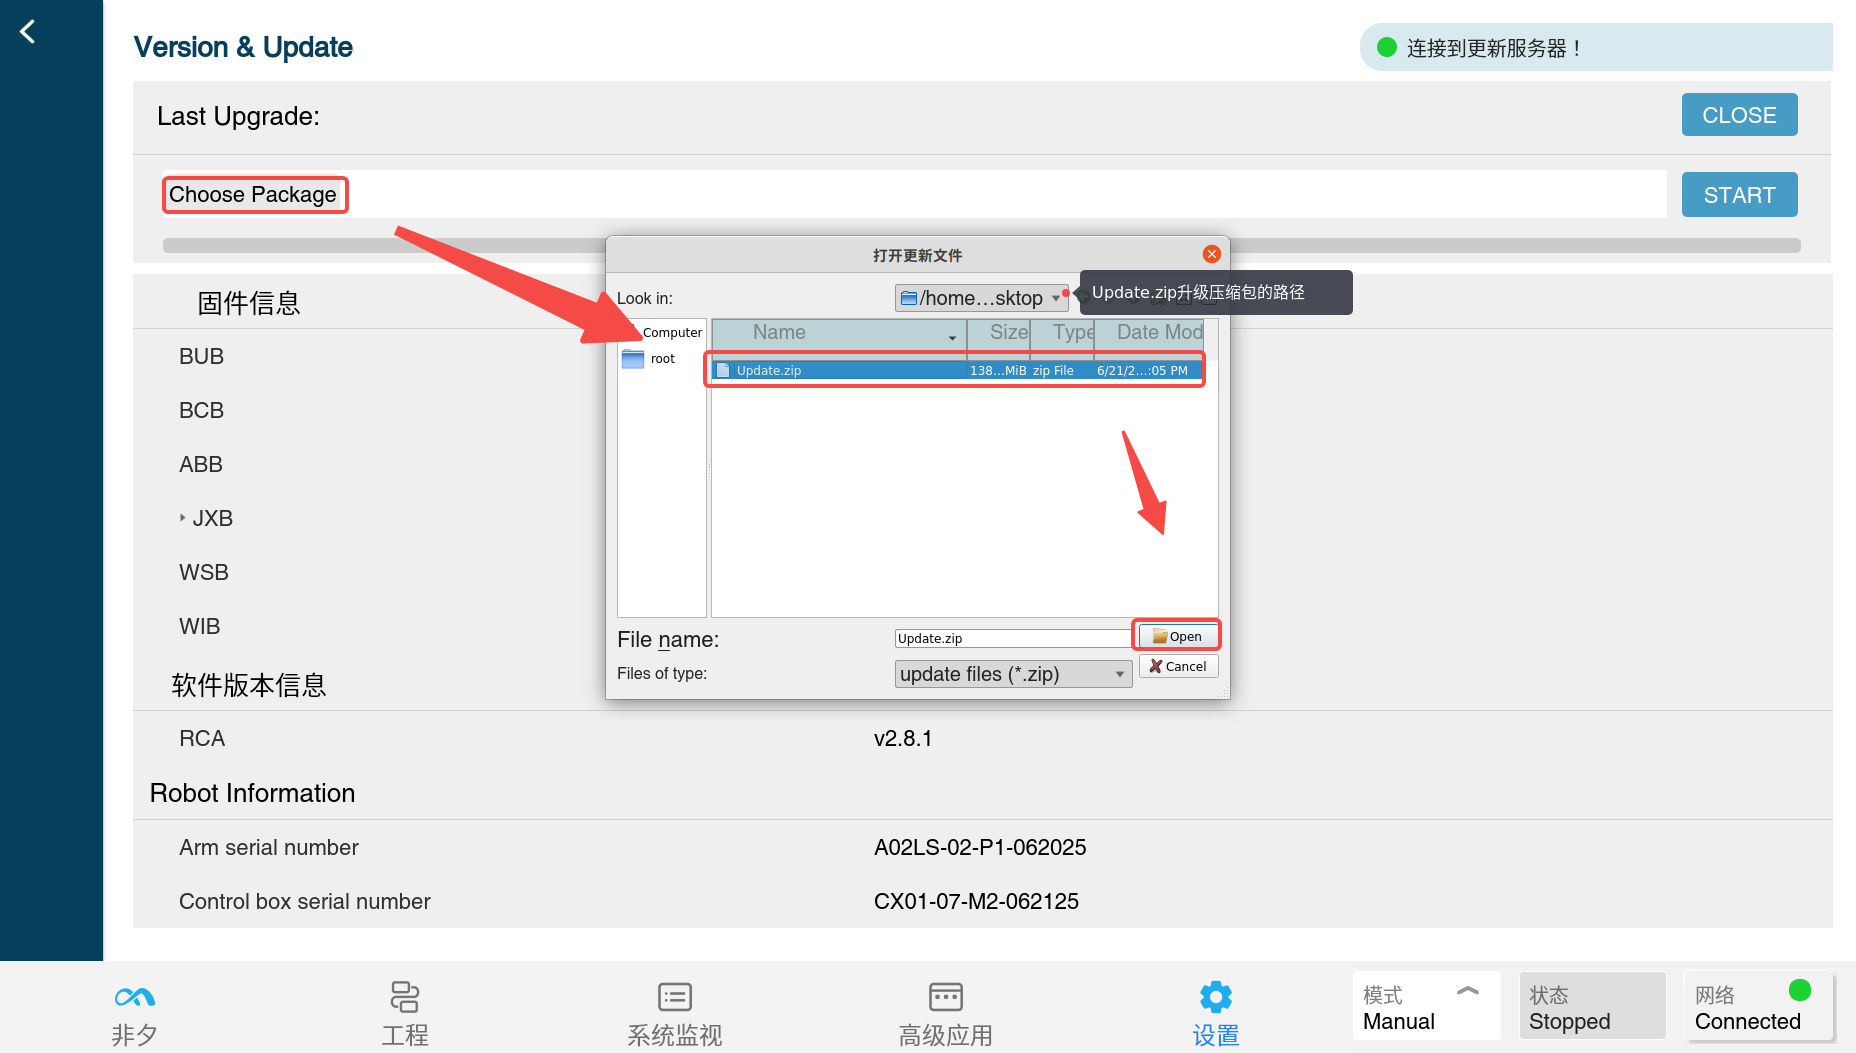 Version & Update
连接到更新服务器！
Last Upgrade:
CLOSE
Choose Package
START
打开更新文件
Look in:
/home…sktop
Update.zip升级压缩包的路径
Computer
root
Name
Size
Type
Date Mod
Update.zip
138…MiB
zip File
6/21/2…:05 PM
File name:
Update.zip
Open
Files of type:
update files (*.zip)
Cancel
固件信息
BUB
BCB
ABB
JXB
WSB
WIB
软件版本信息
RCA
v2.8.1
Robot Information
Arm serial number
A02LS-02-P1-062025
Control box serial number
CX01-07-M2-062125
非夕
工程
系统监视
高级应用
设置
模式
Manual
状态
Stopped
网络
Connected